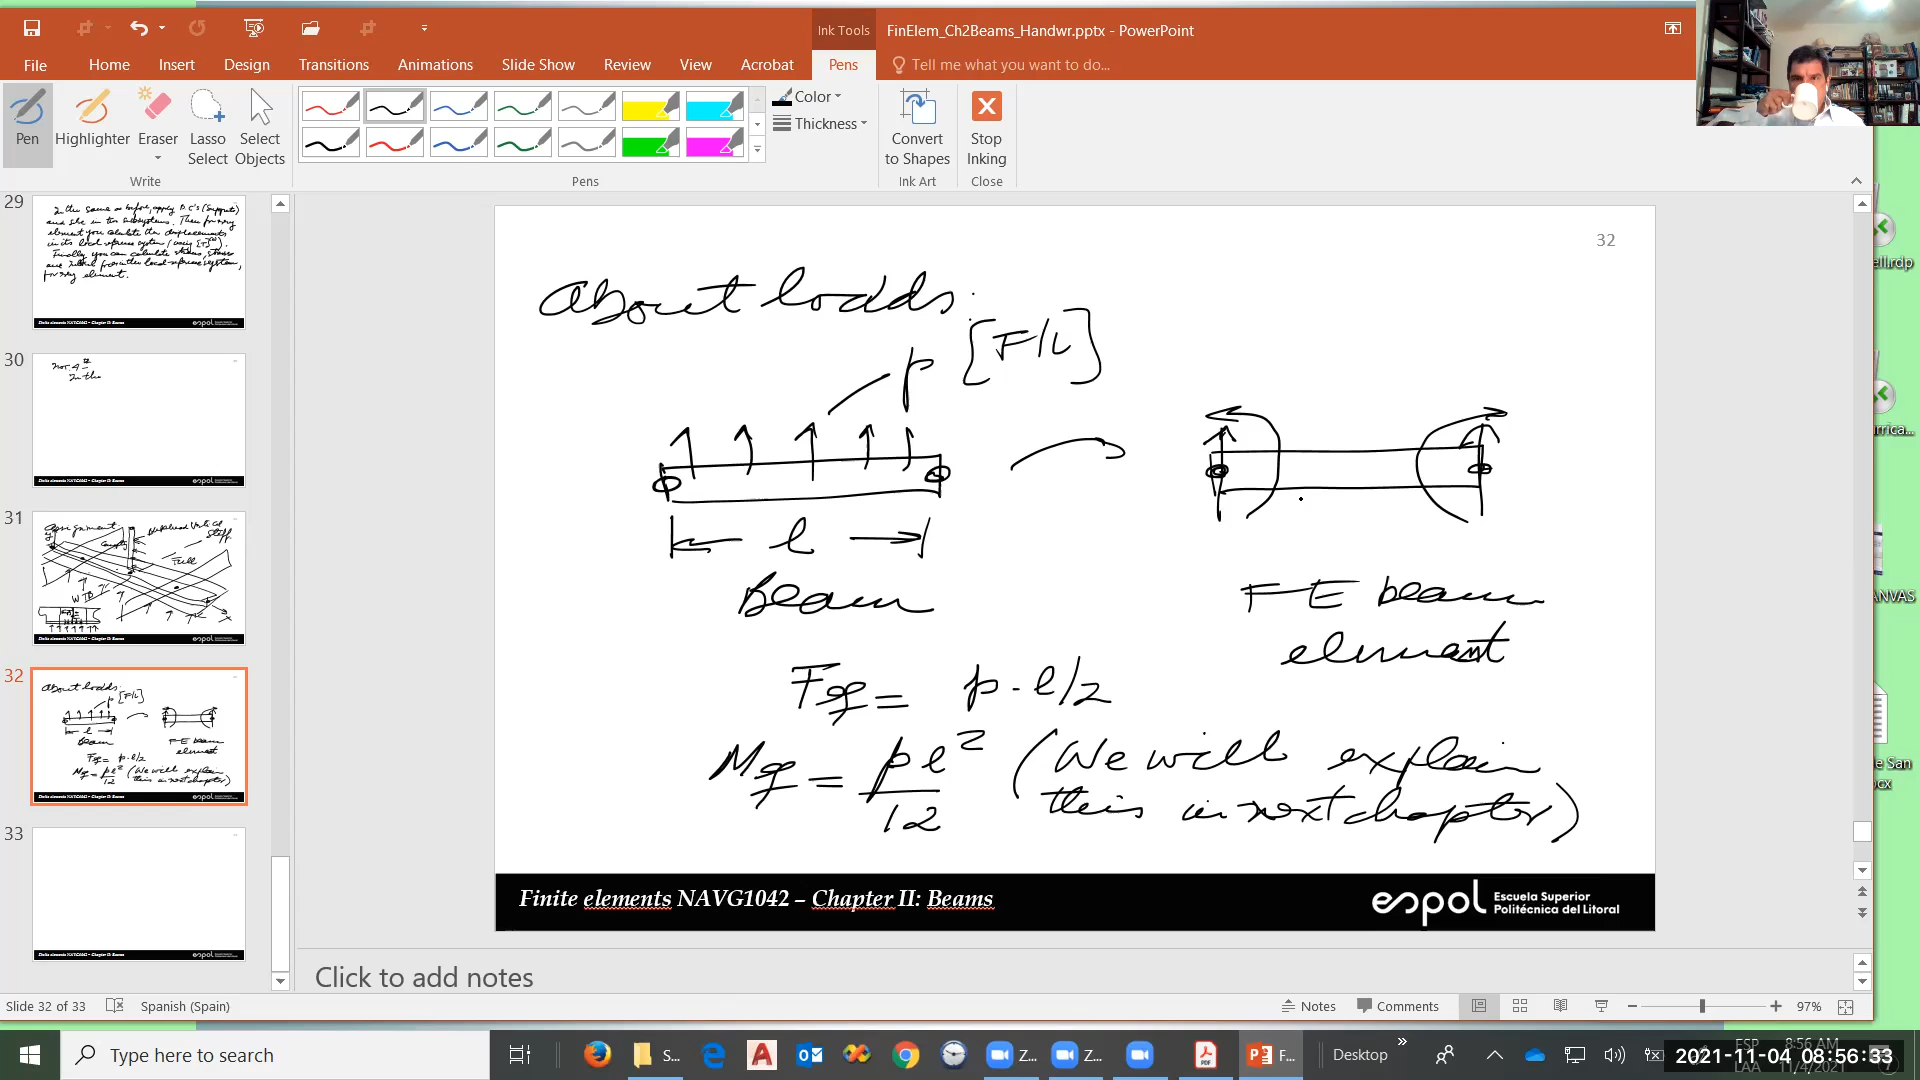 Ink Tools
FinElem_Ch2Beams_Handwr.pptx - PowerPoint
File
Home
Insert
Design
Transitions
Animations
Slide Show
Review
View
Acrobat
Pens
Tell me what you want to do...
Pen
Highlighter
Eraser
Lasso Select
Select Objects
Write
Pens
Color
Thickness
Convert to Shapes
Ink Art
Stop Inking
Close
29
30
31
32
33
32
About loads:
p [F/L]
l
Beam
FE beam
element
Feq = p.l/2
Meq = pl²/12 (We will explain
this in next chapter)
Finite elements NAVG1042 – Chapter II: Beams
espol Escuela Superior
Politécnica del Litoral
Click to add notes
Slide 32 of 33
Spanish (Spain)
Notes
Comments
97%
Type here to search
S...
Z...
Z...
F...
Desktop
2021-11-04 08:56:33